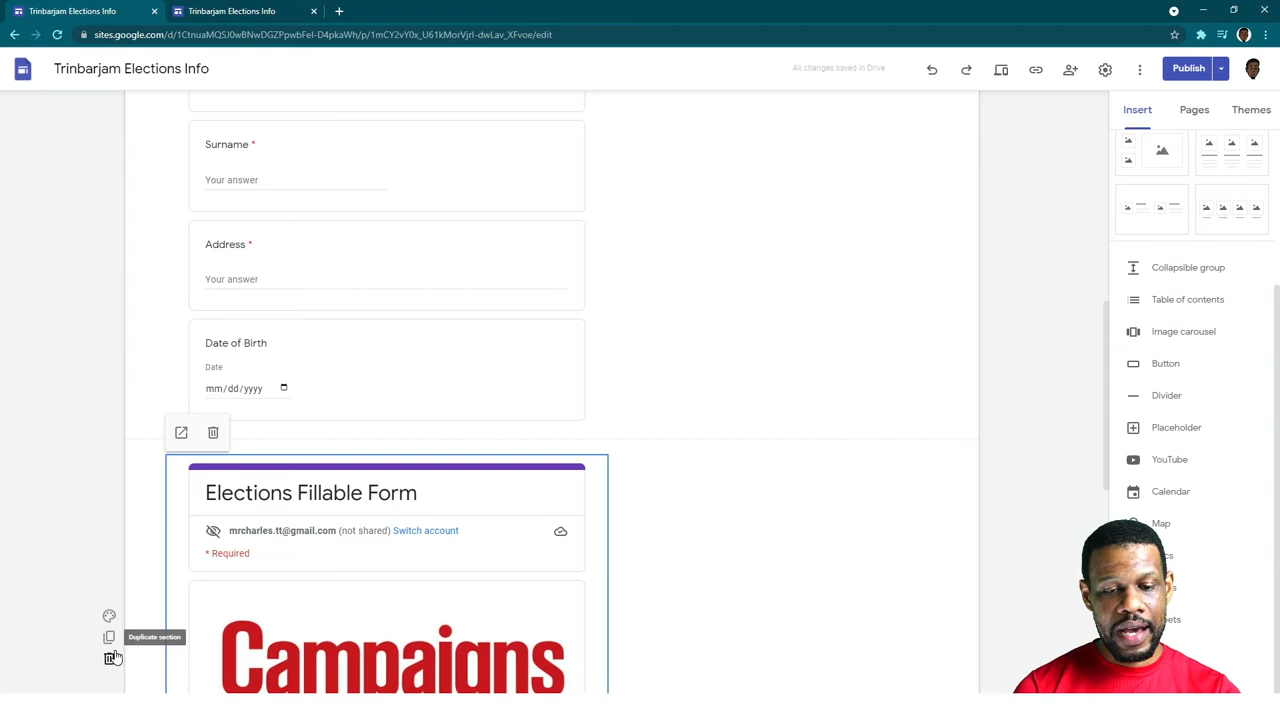 Trinbarjam Elections Info
Trinbarjam Elections Info
sites.google.com/d/1CtnuaMQSJ0wBNwDGZPpwbFel-D4pkaWh/p/1mCY2vY0x_U61kMorVjrI-dwLav_XFvoe/edit
Trinbarjam Elections Info
All changes saved in Drive
Publish
Insert Pages Themes
Surname *
Your answer
Address *
Your answer
Date of Birth
Date
mm/dd/yyyy
Collapsible group
Table of contents
Image carousel
Button
Divider
Placeholder
YouTube
Calendar
Map
Elections Fillable Form
mrcharles.tt@gmail.com (not shared) Switch account
* Required
Duplicate section
Campaigns